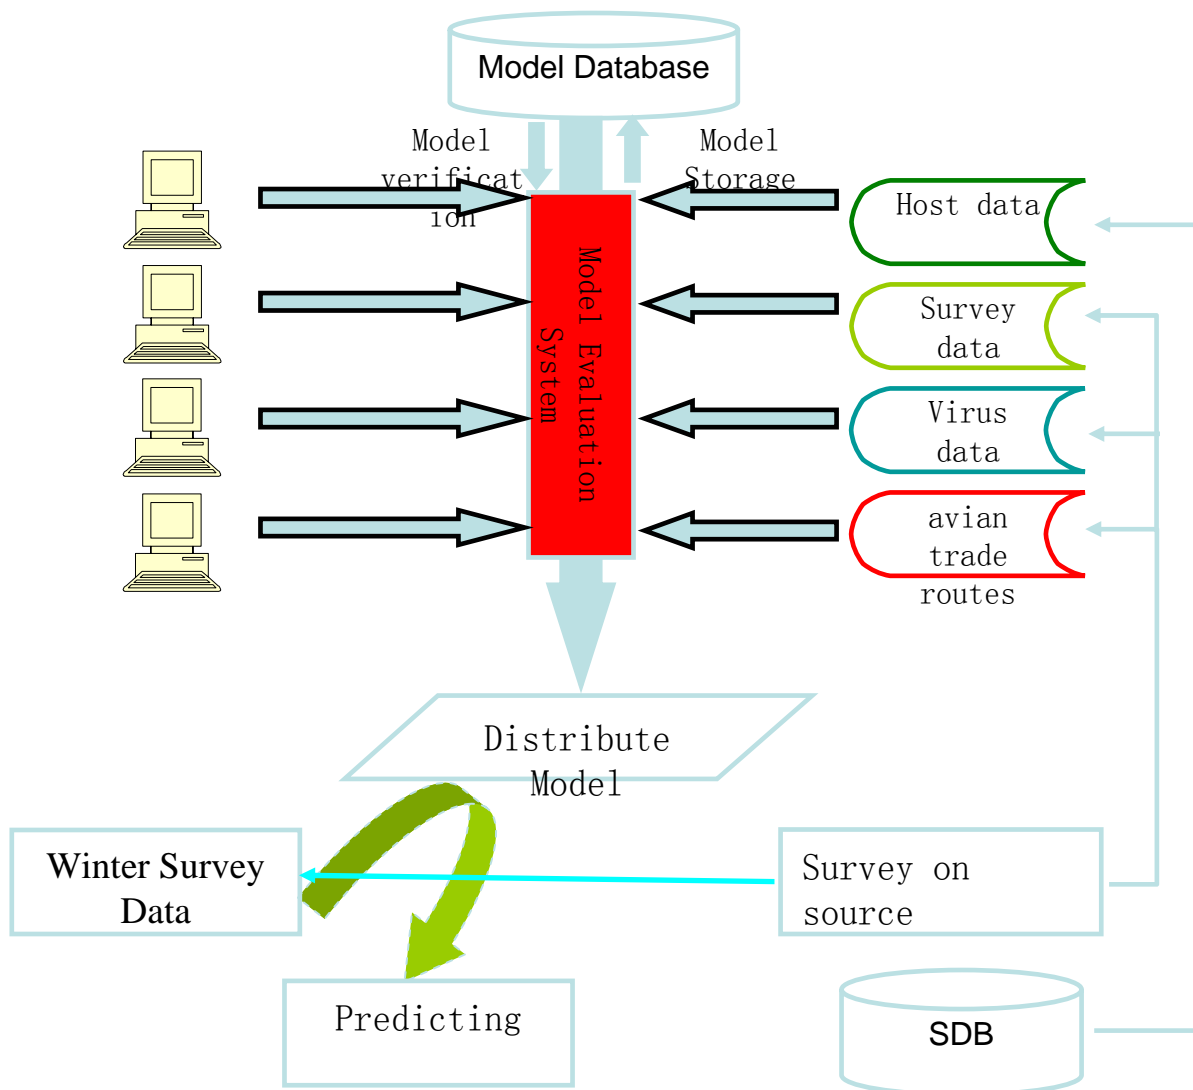 Model Database
Model
verificat
ion
Model
Storage
Host data
Survey
data
Virus
data
avian
trade
routes
Model Evaluation
System
Distribute
Model
Winter Survey
Data
Survey on
source
Predicting
SDB